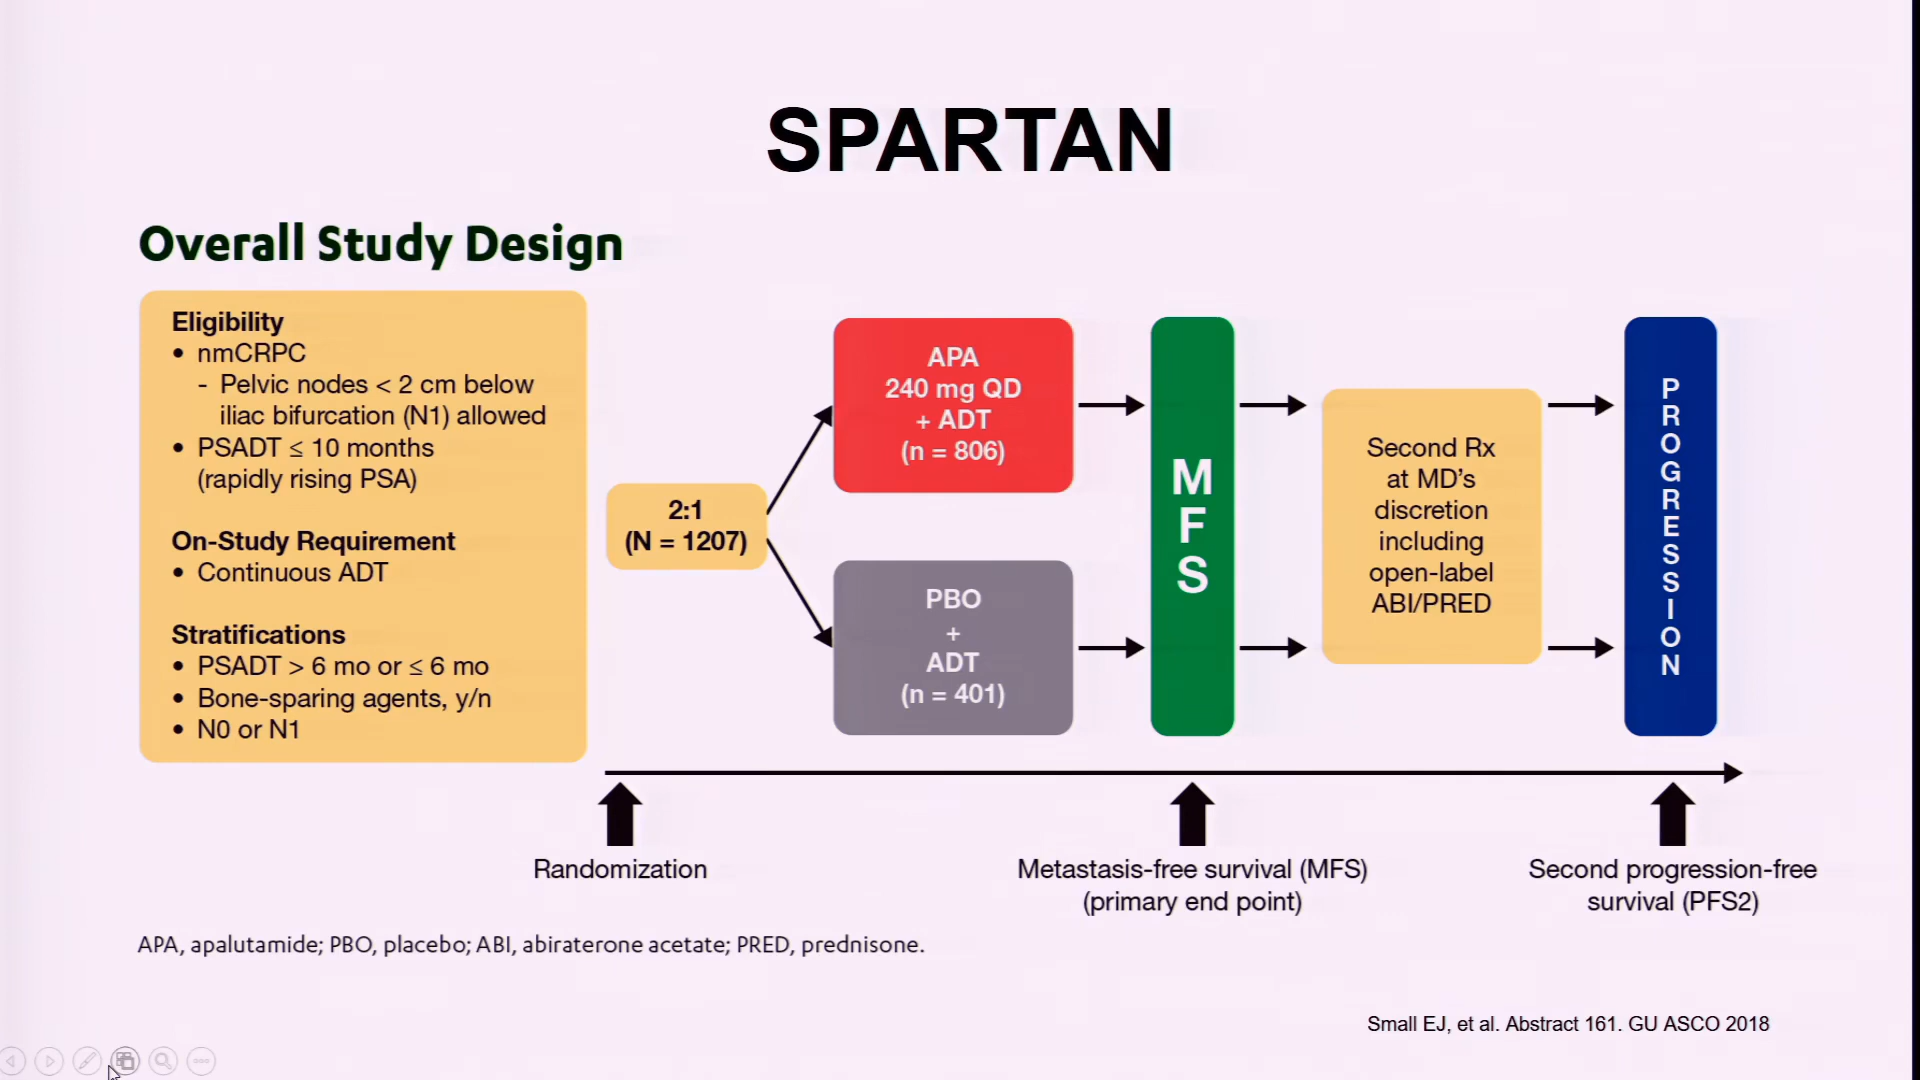 SPARTAN
Overall Study Design
Eligibility
• nmCRPC
- Pelvic nodes < 2 cm below
iliac bifurcation (N1) allowed
• PSADT ≤ 10 months
(rapidly rising PSA)
On-Study Requirement
• Continuous ADT
Stratifications
• PSADT > 6 mo or ≤ 6 mo
• Bone-sparing agents, y/n
• N0 or N1
2:1
(N = 1207)
APA
240 mg QD
+ ADT
(n = 806)
PBO
+
ADT
(n = 401)
M
F
S
Second Rx
at MD's
discretion
including
open-label
ABI/PRED
P
R
O
G
R
E
S
S
I
O
N
Randomization
Metastasis-free survival (MFS)
(primary end point)
Second progression-free
survival (PFS2)
APA, apalutamide; PBO, placebo; ABI, abiraterone acetate; PRED, prednisone.
Small EJ, et al. Abstract 161. GU ASCO 2018